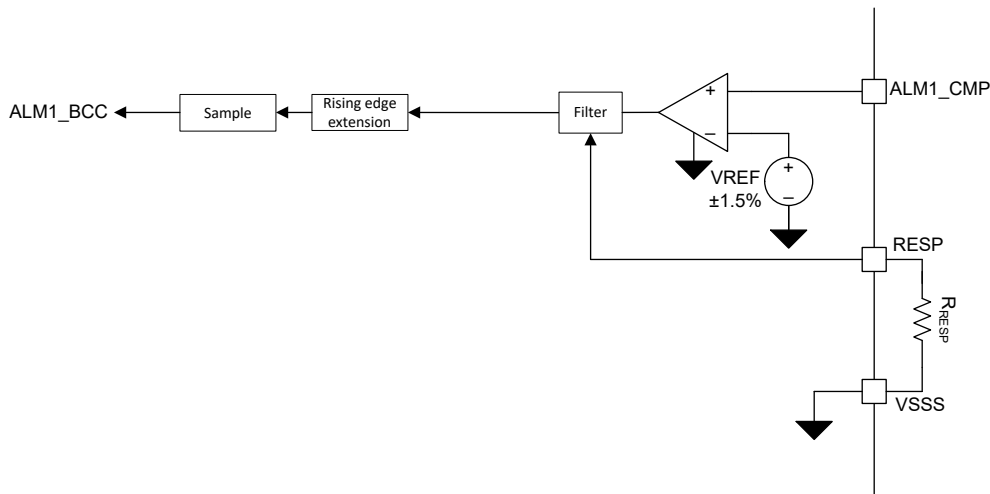 ALM1_CMP
ALM1_BCC
Sample
Rising edge
extension
Filter
+
–
VREF
±1.5%
+
–
RESP
RRESP
VSSS